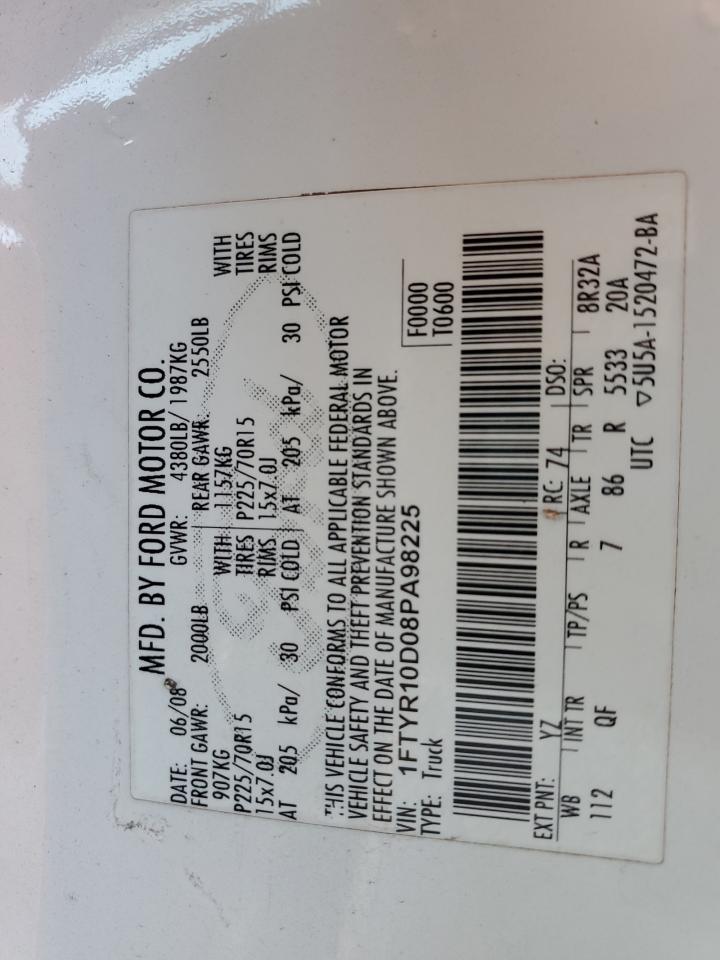 MFD. BY FORD MOTOR CO.
DATE: 06/08 GVWR: 4380LB/ 1987KG
FRONT GAWR: 2000LB REAR GAWR: 2550LB
907KG WITH 1157KG WITH
P225/70R15 TIRES P225/70R15 TIRES
15x7.0J RIMS 15x7.0J RIMS
AT 205 kPa/ 30 PSI COLD AT 205 kPa/ 30 PSI COLD
THIS VEHICLE CONFORMS TO ALL APPLICABLE FEDERAL MOTOR
VEHICLE SAFETY AND THEFT PREVENTION STANDARDS IN
EFFECT ON THE DATE OF MANUFACTURE SHOWN ABOVE.
VIN: 1FTYR10D08PA98225 F0000
TYPE: Truck T0600
EXT PNT: YZ RC: 74 DSO:
WB INT TR TP/PS R AXLE TR SPR 8R32A
112 QF 7 86 R 5533 20A
UTC ▽5U5A-1520472-BA